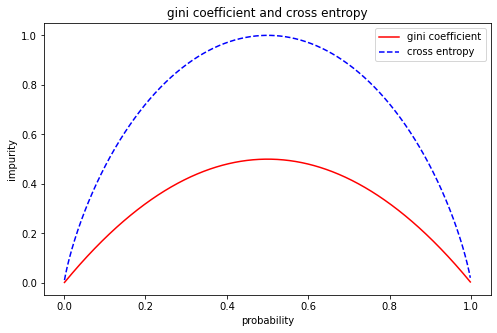 gini coefficient and cross entropy
gini coefficient
cross entropy
impurity
1.0
0.8
0.6
0.4
0.2
0.0
0.0 0.2 0.4 0.6 0.8 1.0
probability